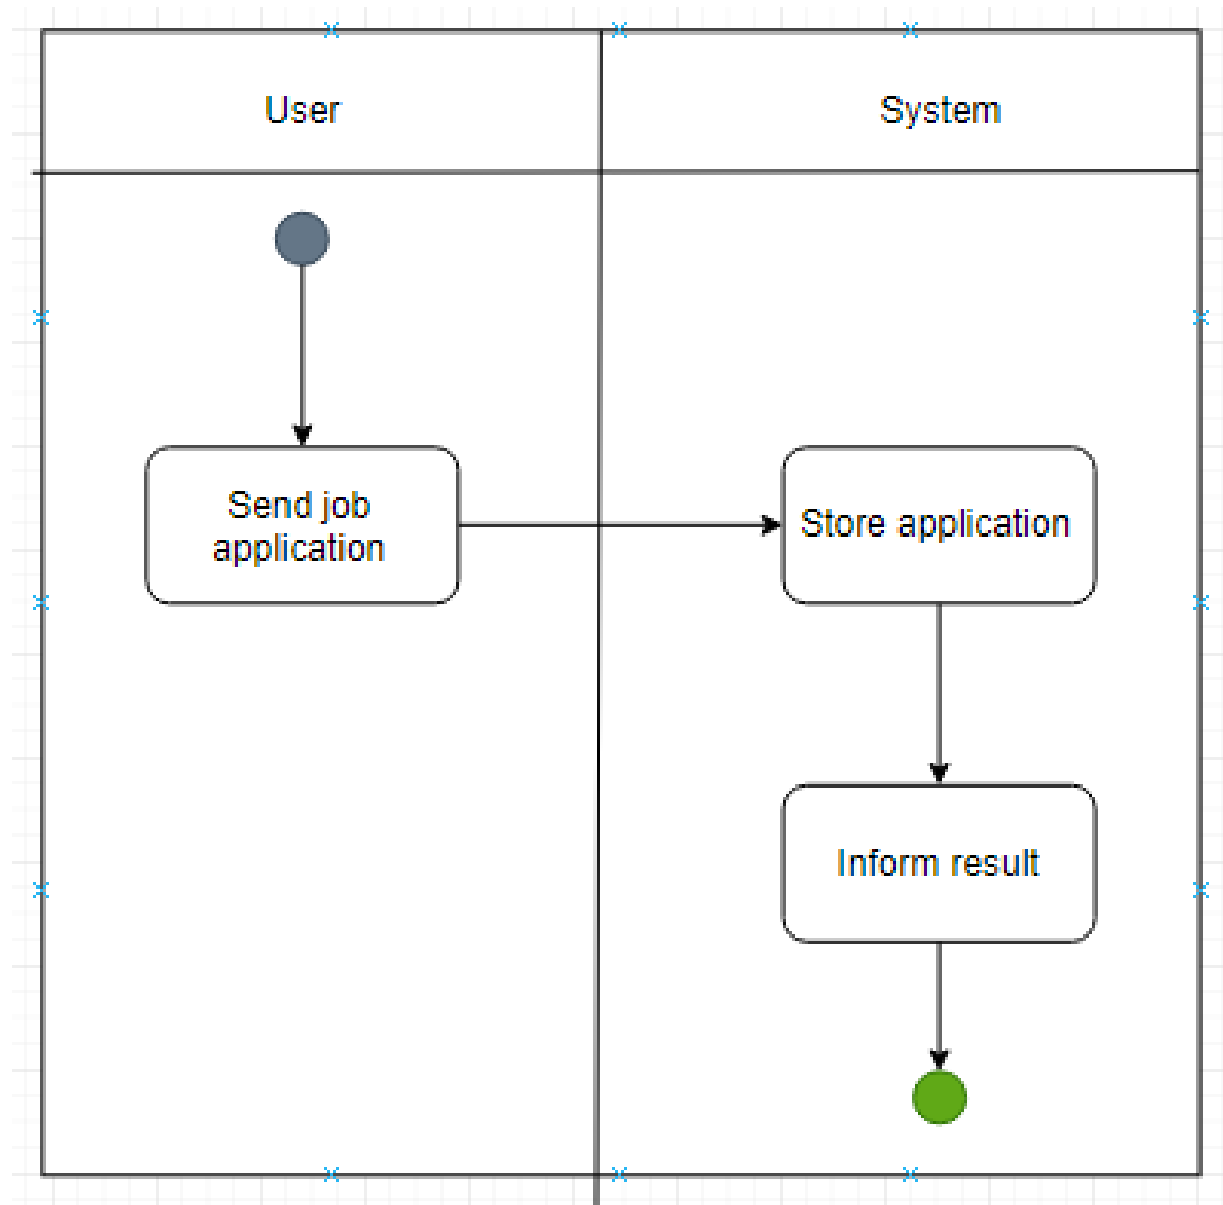 User
System
Send job
application
Store application
Inform result